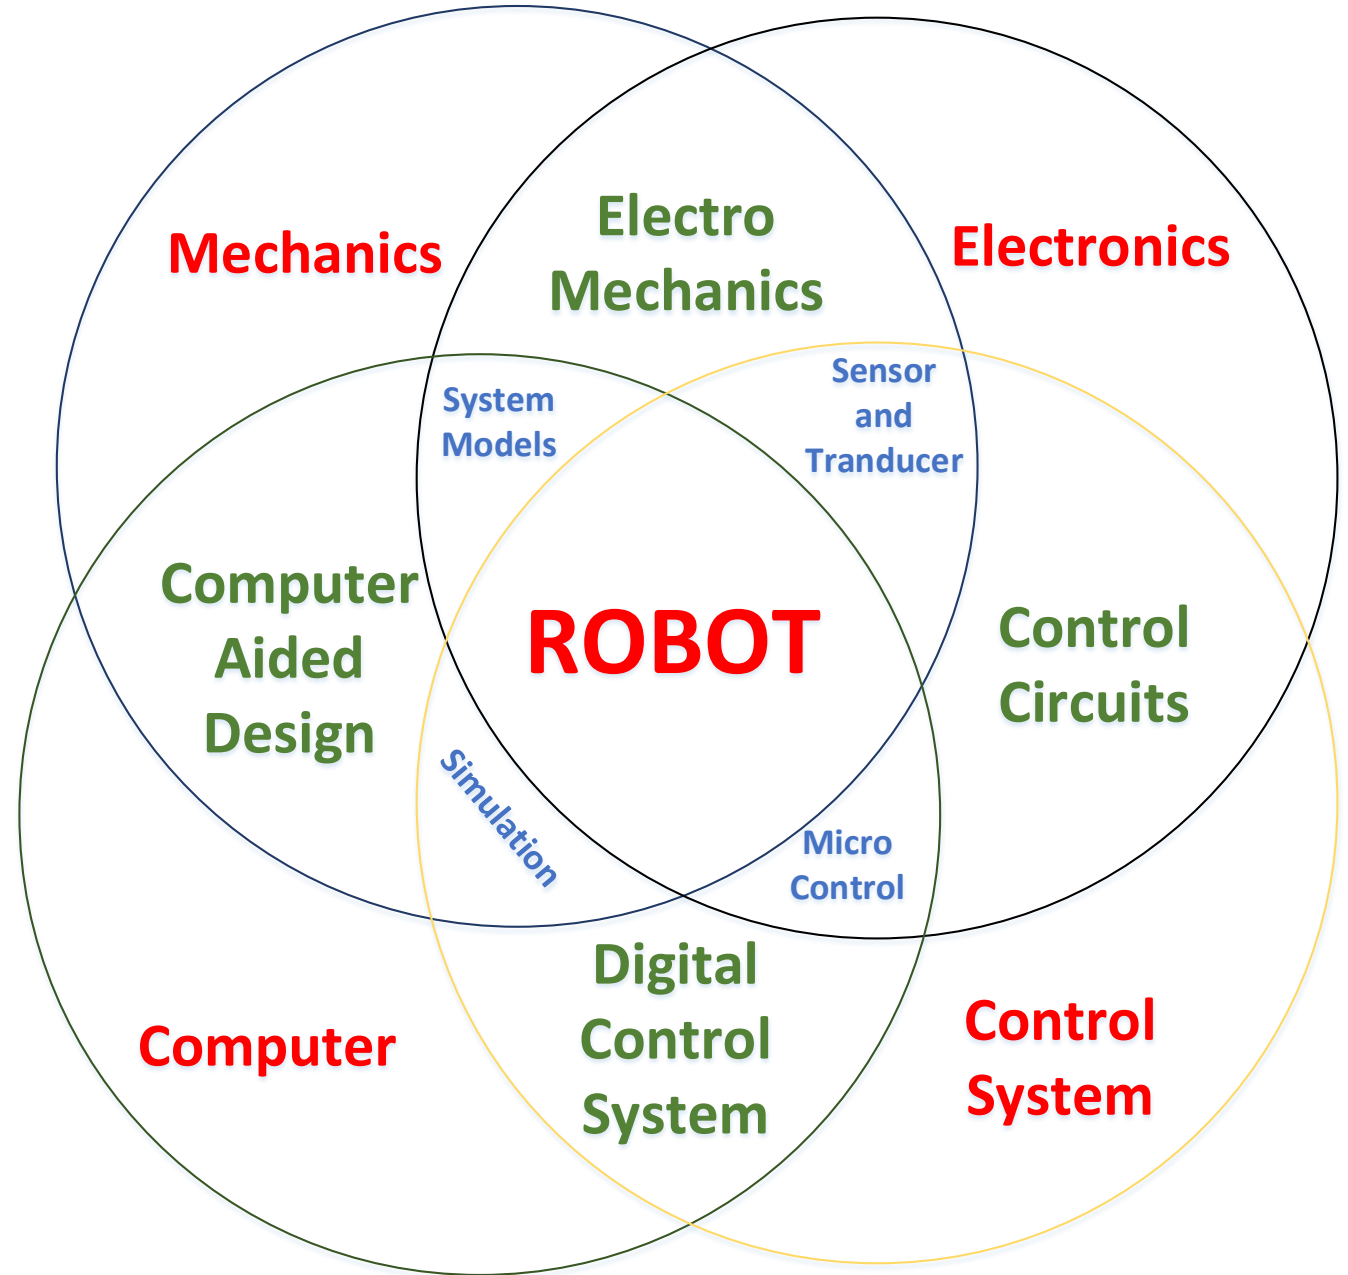 Mechanics
Electro
Mechanics
Electronics
System
Models
Sensor
and
Tranducer
Computer
Aided
Design
ROBOT
Control
Circuits
Simulation
Micro
Control
Computer
Digital
Control
System
Control
System